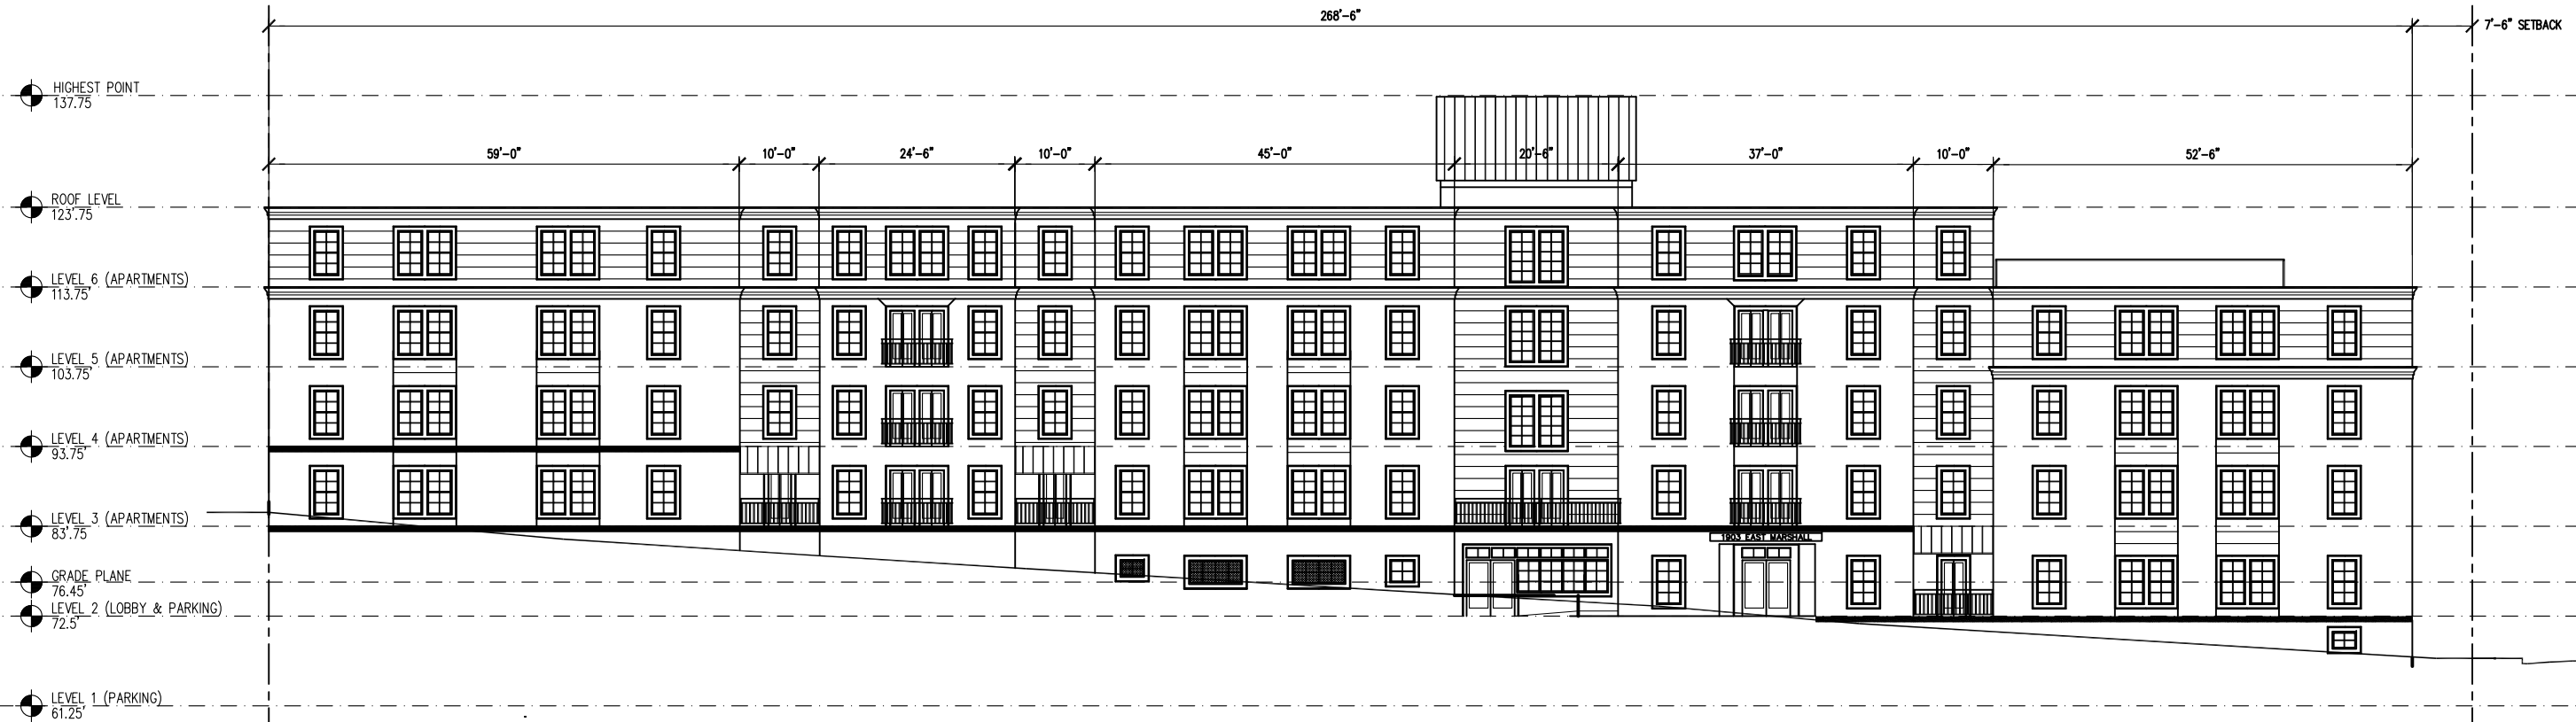 268'-6"
7'-6" SETBACK
HIGHEST POINT
137.75
59'-0"
10'-0"
24'-6"
10'-0"
45'-0"
20'-6"
37'-0"
10'-0"
52'-6"
ROOF LEVEL
123'.75
LEVEL 6 (APARTMENTS)
113.75'
LEVEL 5 (APARTMENTS)
103.75'
LEVEL 4 (APARTMENTS)
93.75'
LEVEL 3 (APARTMENTS)
83'.75
1903 EAST MARSHALL
GRADE PLANE
76.45'
LEVEL 2 (LOBBY & PARKING)
72.5'
LEVEL 1 (PARKING)
61.25'